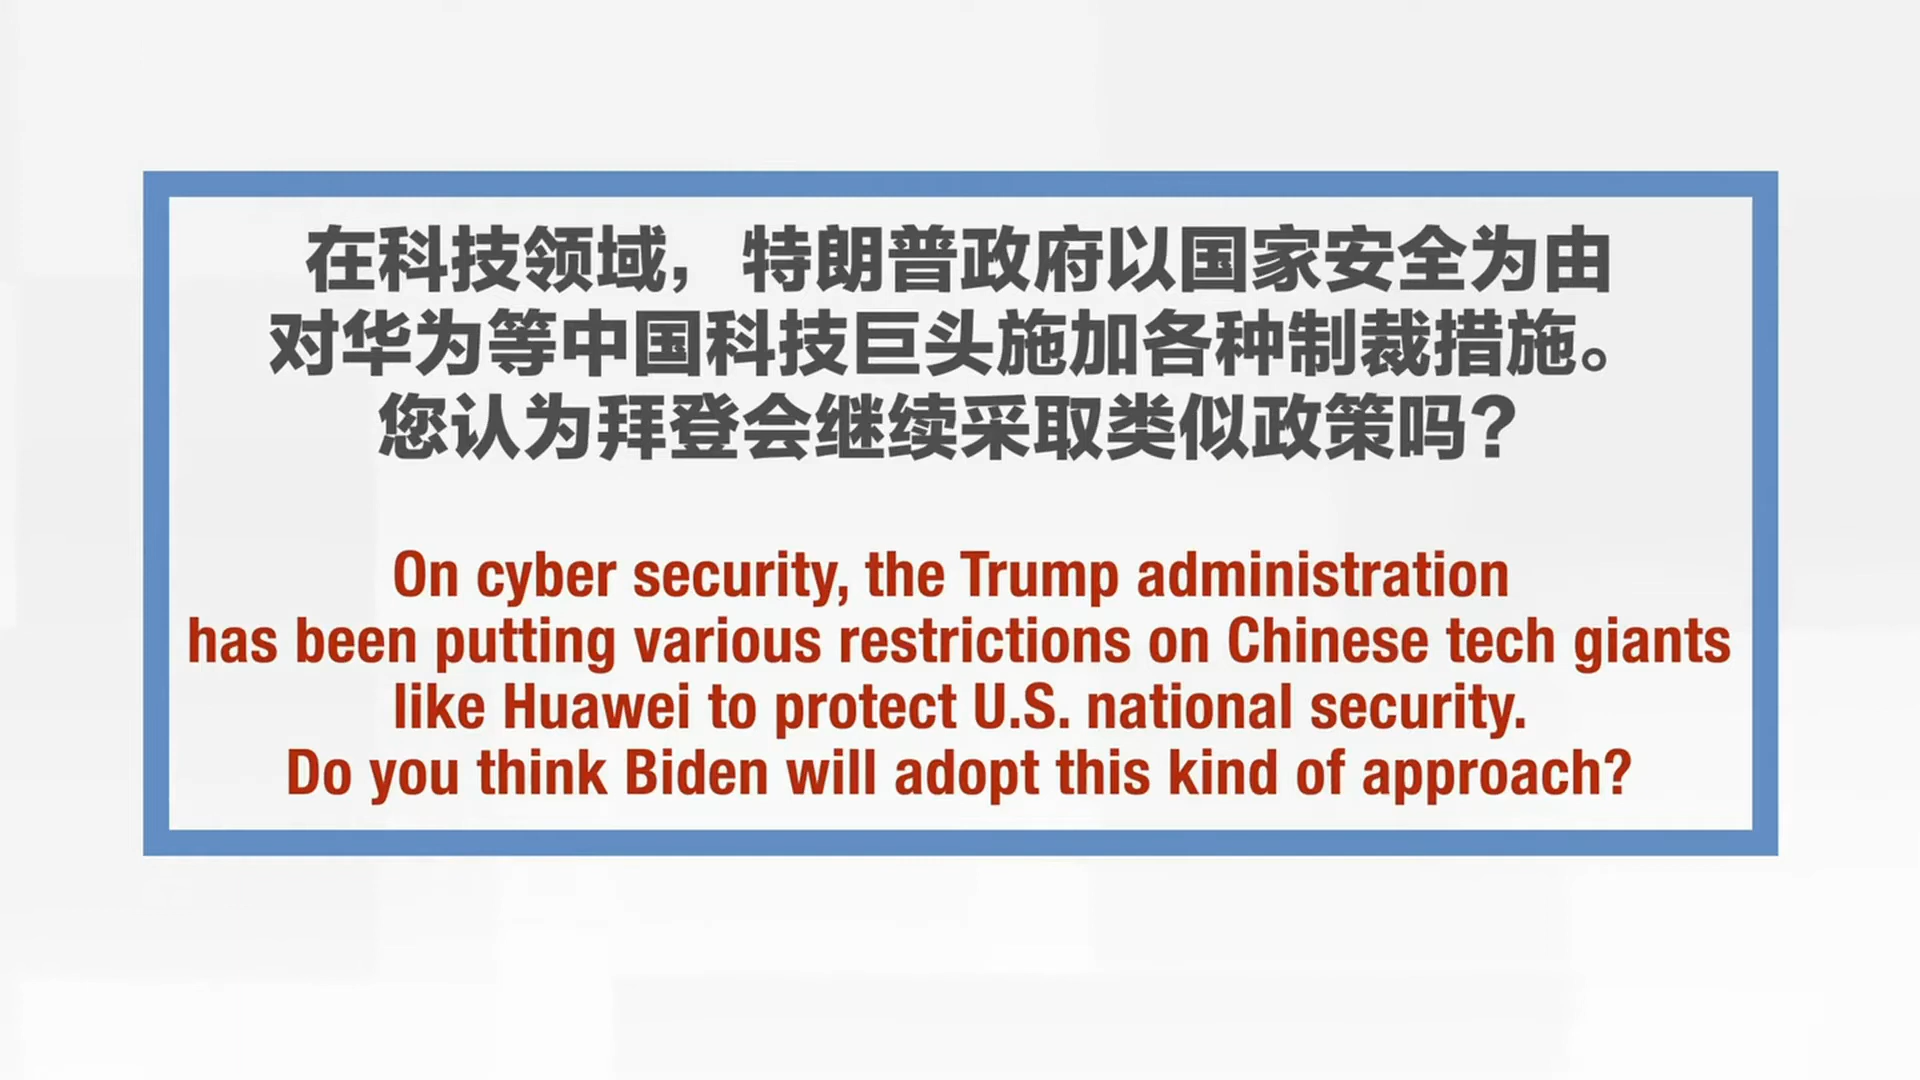 在科技领域，特朗普政府以国家安全为由
对华为等中国科技巨头施加各种制裁措施。
您认为拜登会继续采取类似政策吗？
On cyber security, the Trump administration
has been putting various restrictions on Chinese tech giants
like Huawei to protect U.S. national security.
Do you think Biden will adopt this kind of approach?